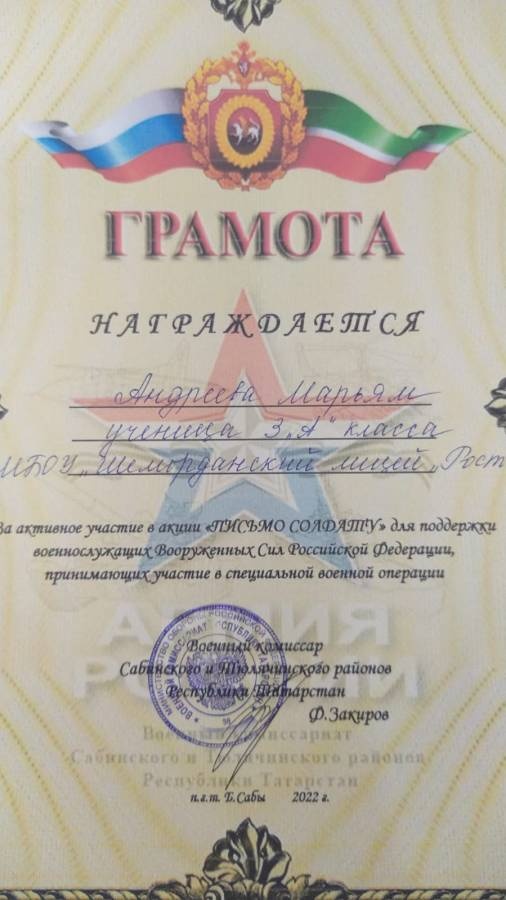 ГРАМОТА
НАГРАЖДАЕТСЯ
Андреева Марьям
ученица 3 „А" класса
МБОУ „Шеморданский лицей „Рост
За активное участие в акции «ПИСЬМО СОЛДАТУ» для поддержки
военнослужащих Вооруженных Сил Российской Федерации,
принимающих участие в специальной военной операции
АРМИЯ
РОССИИ
Военный комиссар
Сабинского и Тюлячинского районов
Республики Татарстан
Ф.Закиров
Военный комиссариат
Сабинского и Тюлячинского районов
Республики Татарстан
п.г.т. Б.Сабы 2022 г.